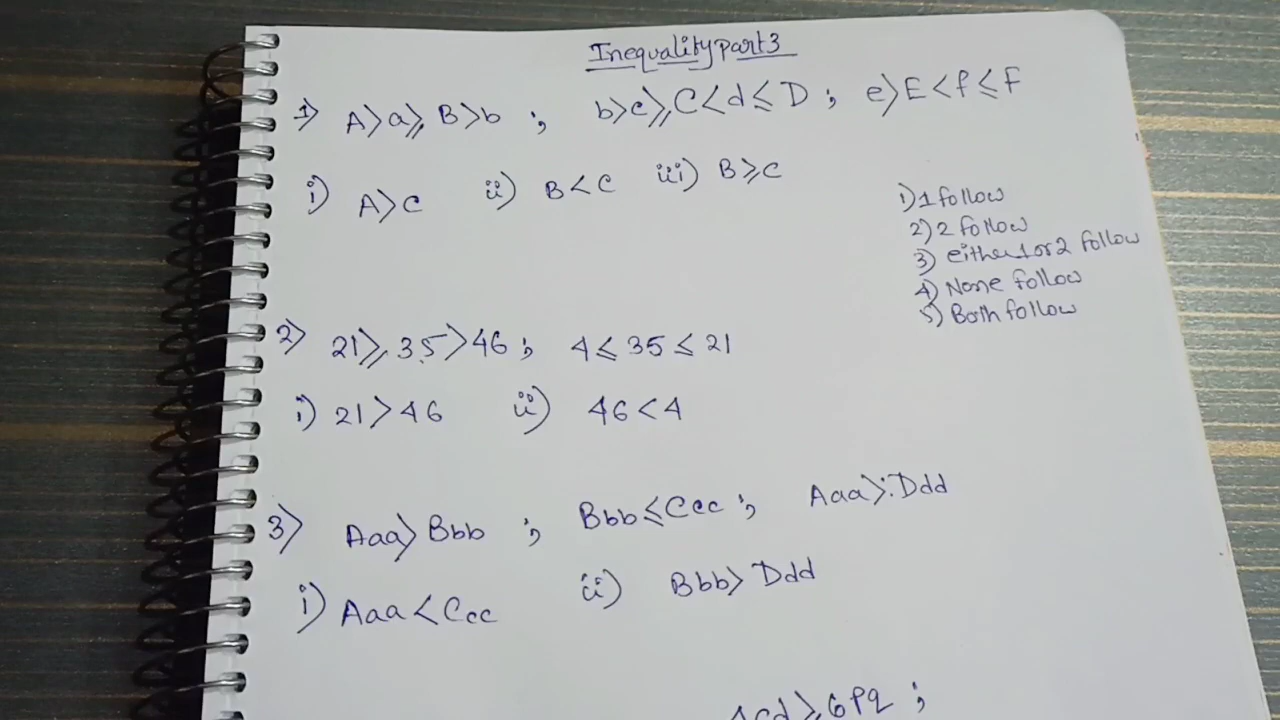 Inequality part 3
1) A>a≥B>b ; b>c≥C<d≤D ; e>E<f≤F
i) A>C ii) B<C iii) B≥C
1) 1 follow
2) 2 follow
3) either 1 or 2 follow
4) None follow
5) Both follow
2) 21≥35>46 ; 4≤35≤21
i) 21>46 ii) 46<4
3) Aaa>Bbb ; Bbb≤Ccc ; Aaa>Ddd
i) Aaa<Ccc ii) Bbb>Ddd
≥6pq ;